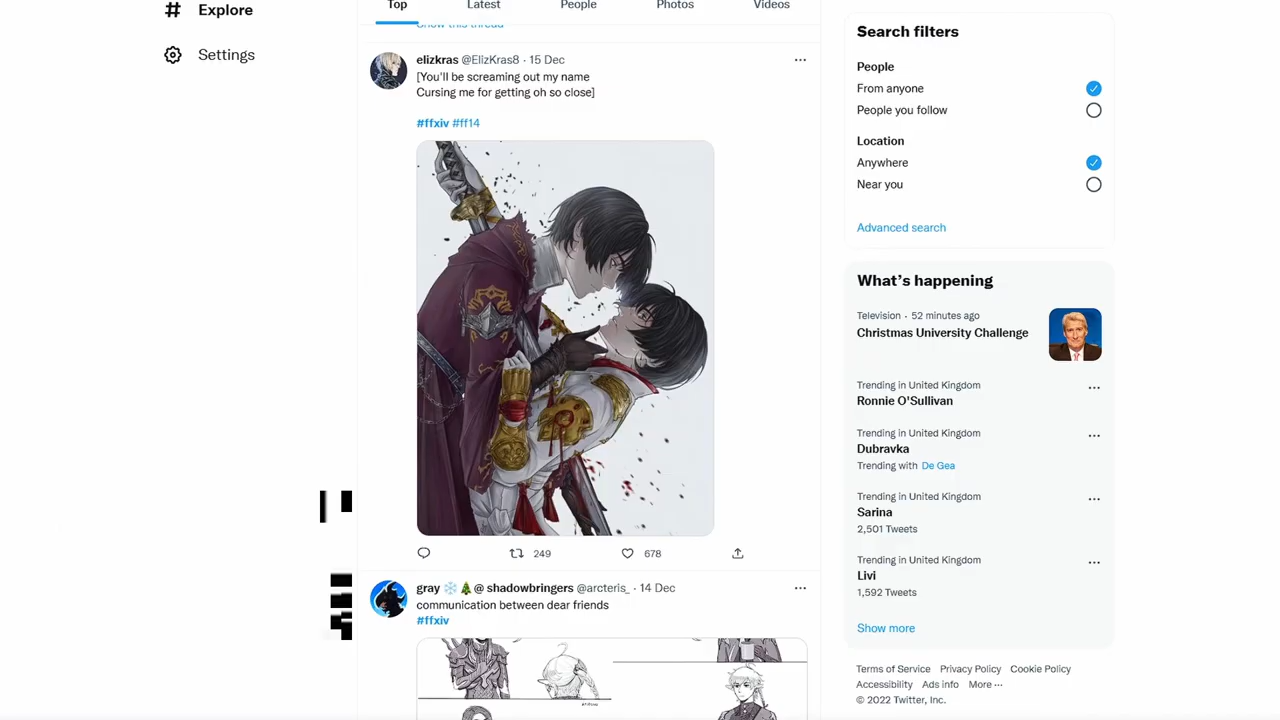 Explore
Settings
Top
Latest
People
Photos
Videos
Show this thread
elizkras @ElizKras8 · 15 Dec
[You'll be screaming out my name
Cursing me for getting oh so close]
#ffxiv #ff14
249
678
gray @ shadowbringers @arcteris_ · 14 Dec
communication between dear friends
#ffxiv
Search filters
People
From anyone
People you follow
Location
Anywhere
Near you
Advanced search
What's happening
Television · 52 minutes ago
Christmas University Challenge
Trending in United Kingdom
Ronnie O'Sullivan
Trending in United Kingdom
Dubravka
Trending with De Gea
Trending in United Kingdom
Sarina
2,501 Tweets
Trending in United Kingdom
Livi
1,592 Tweets
Show more
Terms of Service Privacy Policy Cookie Policy
Accessibility Ads info More ...
© 2022 Twitter, Inc.